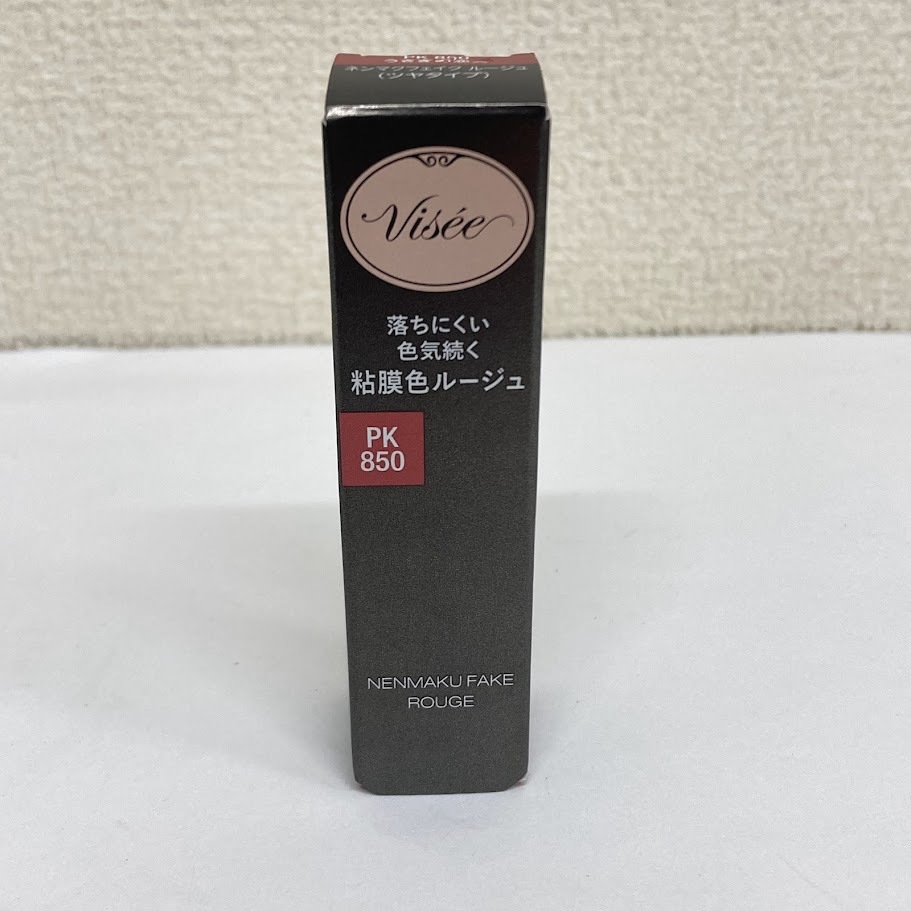 PK 850
ネンマクフェイク ルージュ
(ツヤタイプ)
Visée
落ちにくい
色気続く
粘膜色ルージュ
PK
850
NENMAKU FAKE
ROUGE